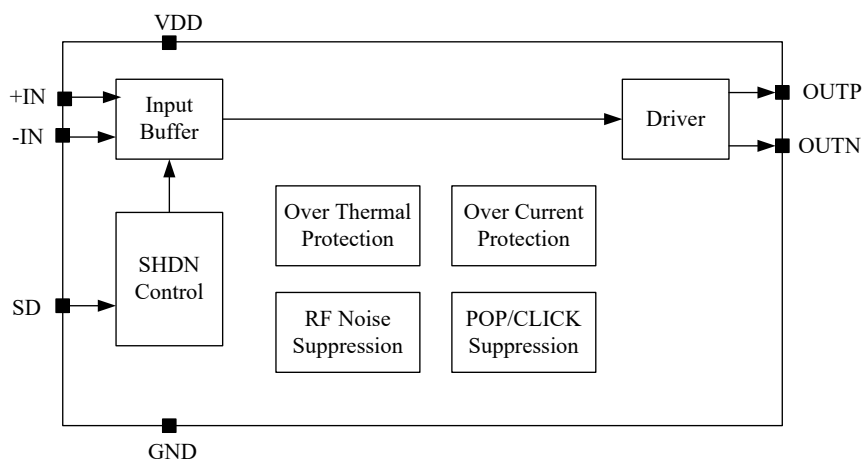 VDD
+IN
-IN
Input
Buffer
Driver
OUTP
OUTN
Over Thermal
Protection
Over Current
Protection
SHDN
Control
SD
RF Noise
Suppression
POP/CLICK
Suppression
GND